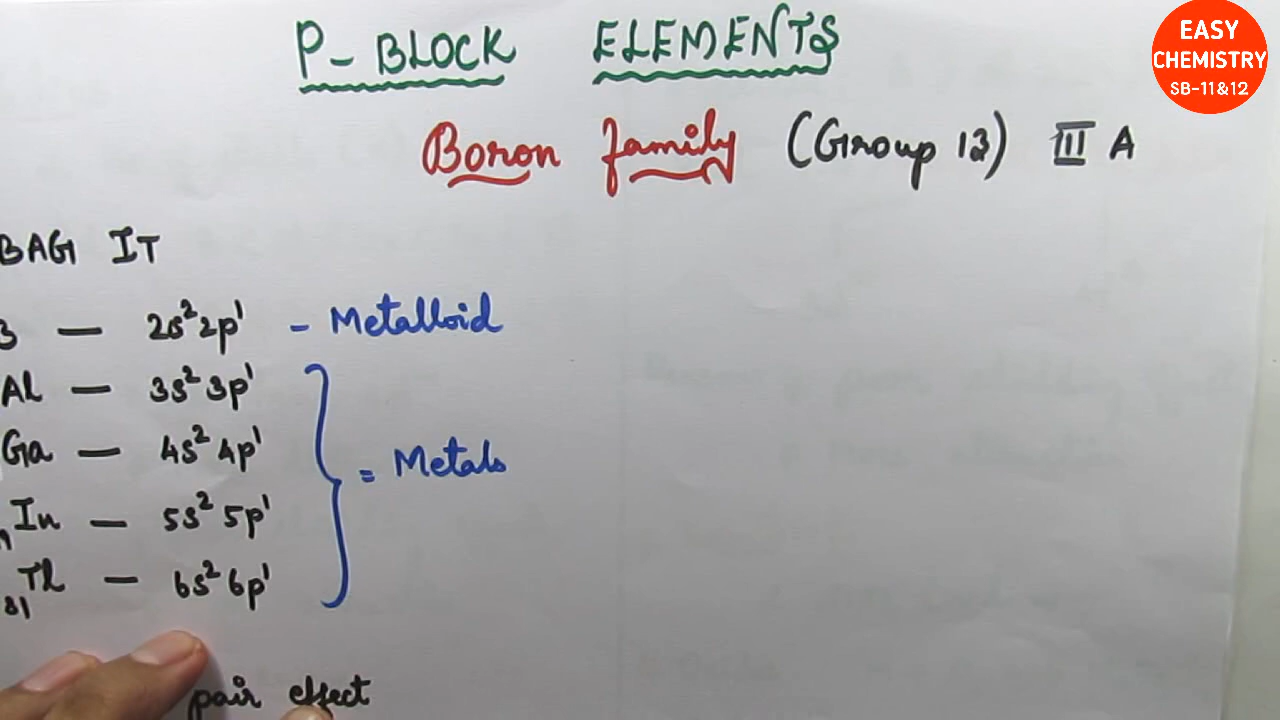 P-BLOCK ELEMENTS
EASY
CHEMISTRY
SB-11&12
Boron family (Group 13) III A
BAG IT
B — 2s² 2p¹ - Metalloid
Al — 3s² 3p¹
Ga — 4s² 4p¹
= Metals
In — 5s² 5p¹
81 Tl — 6s² 6p¹
pair effect